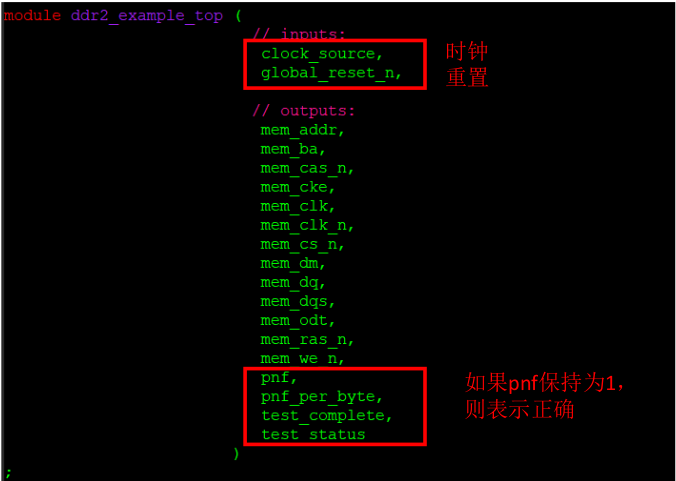 module ddr2_example_top (
// inputs:
clock_source,
global_reset_n,
时钟
重置
// outputs:
mem_addr,
mem_ba,
mem_cas_n,
mem_cke,
mem_clk,
mem_clk_n,
mem_cs_n,
mem_dm,
mem_dq,
mem_dqs,
mem_odt,
mem_ras_n,
mem_we_n,
pnf,
pnf_per_byte,
test_complete,
test_status
如果pnf保持为1，
则表示正确
)
;